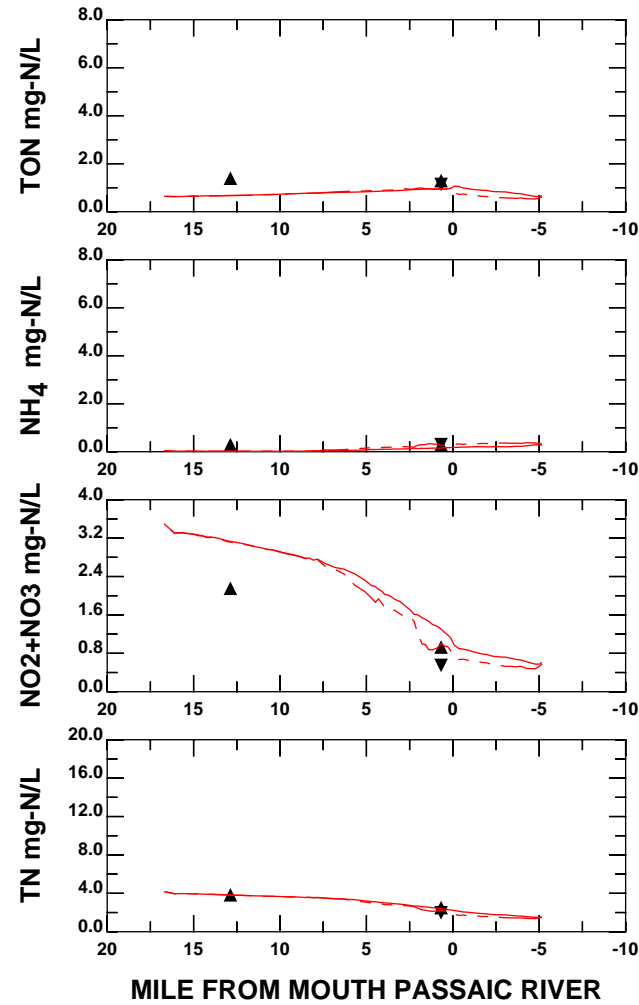 TON mg-N/L
8.0
6.0
4.0
2.0
0.0
20 15 10 5 0 -5 -10
NH4 mg-N/L
8.0
6.0
4.0
2.0
0.0
20 15 10 5 0 -5 -10
NO2+NO3 mg-N/L
4.0
3.2
2.4
1.6
0.8
0.0
20 15 10 5 0 -5 -10
TN mg-N/L
20.0
16.0
12.0
8.0
4.0
0.0
20 15 10 5 0 -5 -10
MILE FROM MOUTH PASSAIC RIVER